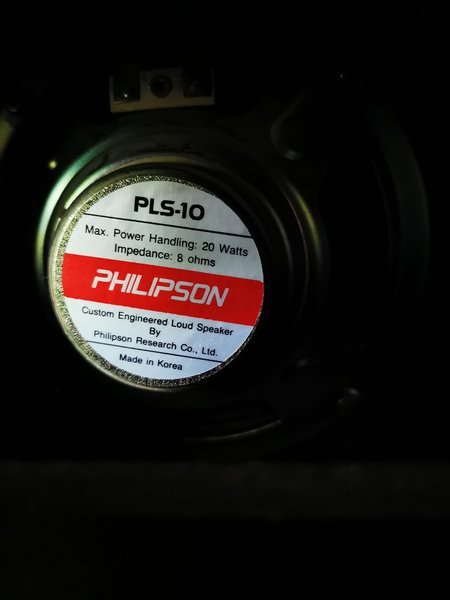 PLS-10
Max. Power Handling: 20 Watts
Impedance: 8 ohms
PHILIPSON
Custom Engineered Loud Speaker
By
Philipson Research Co., Ltd.
Made in Korea